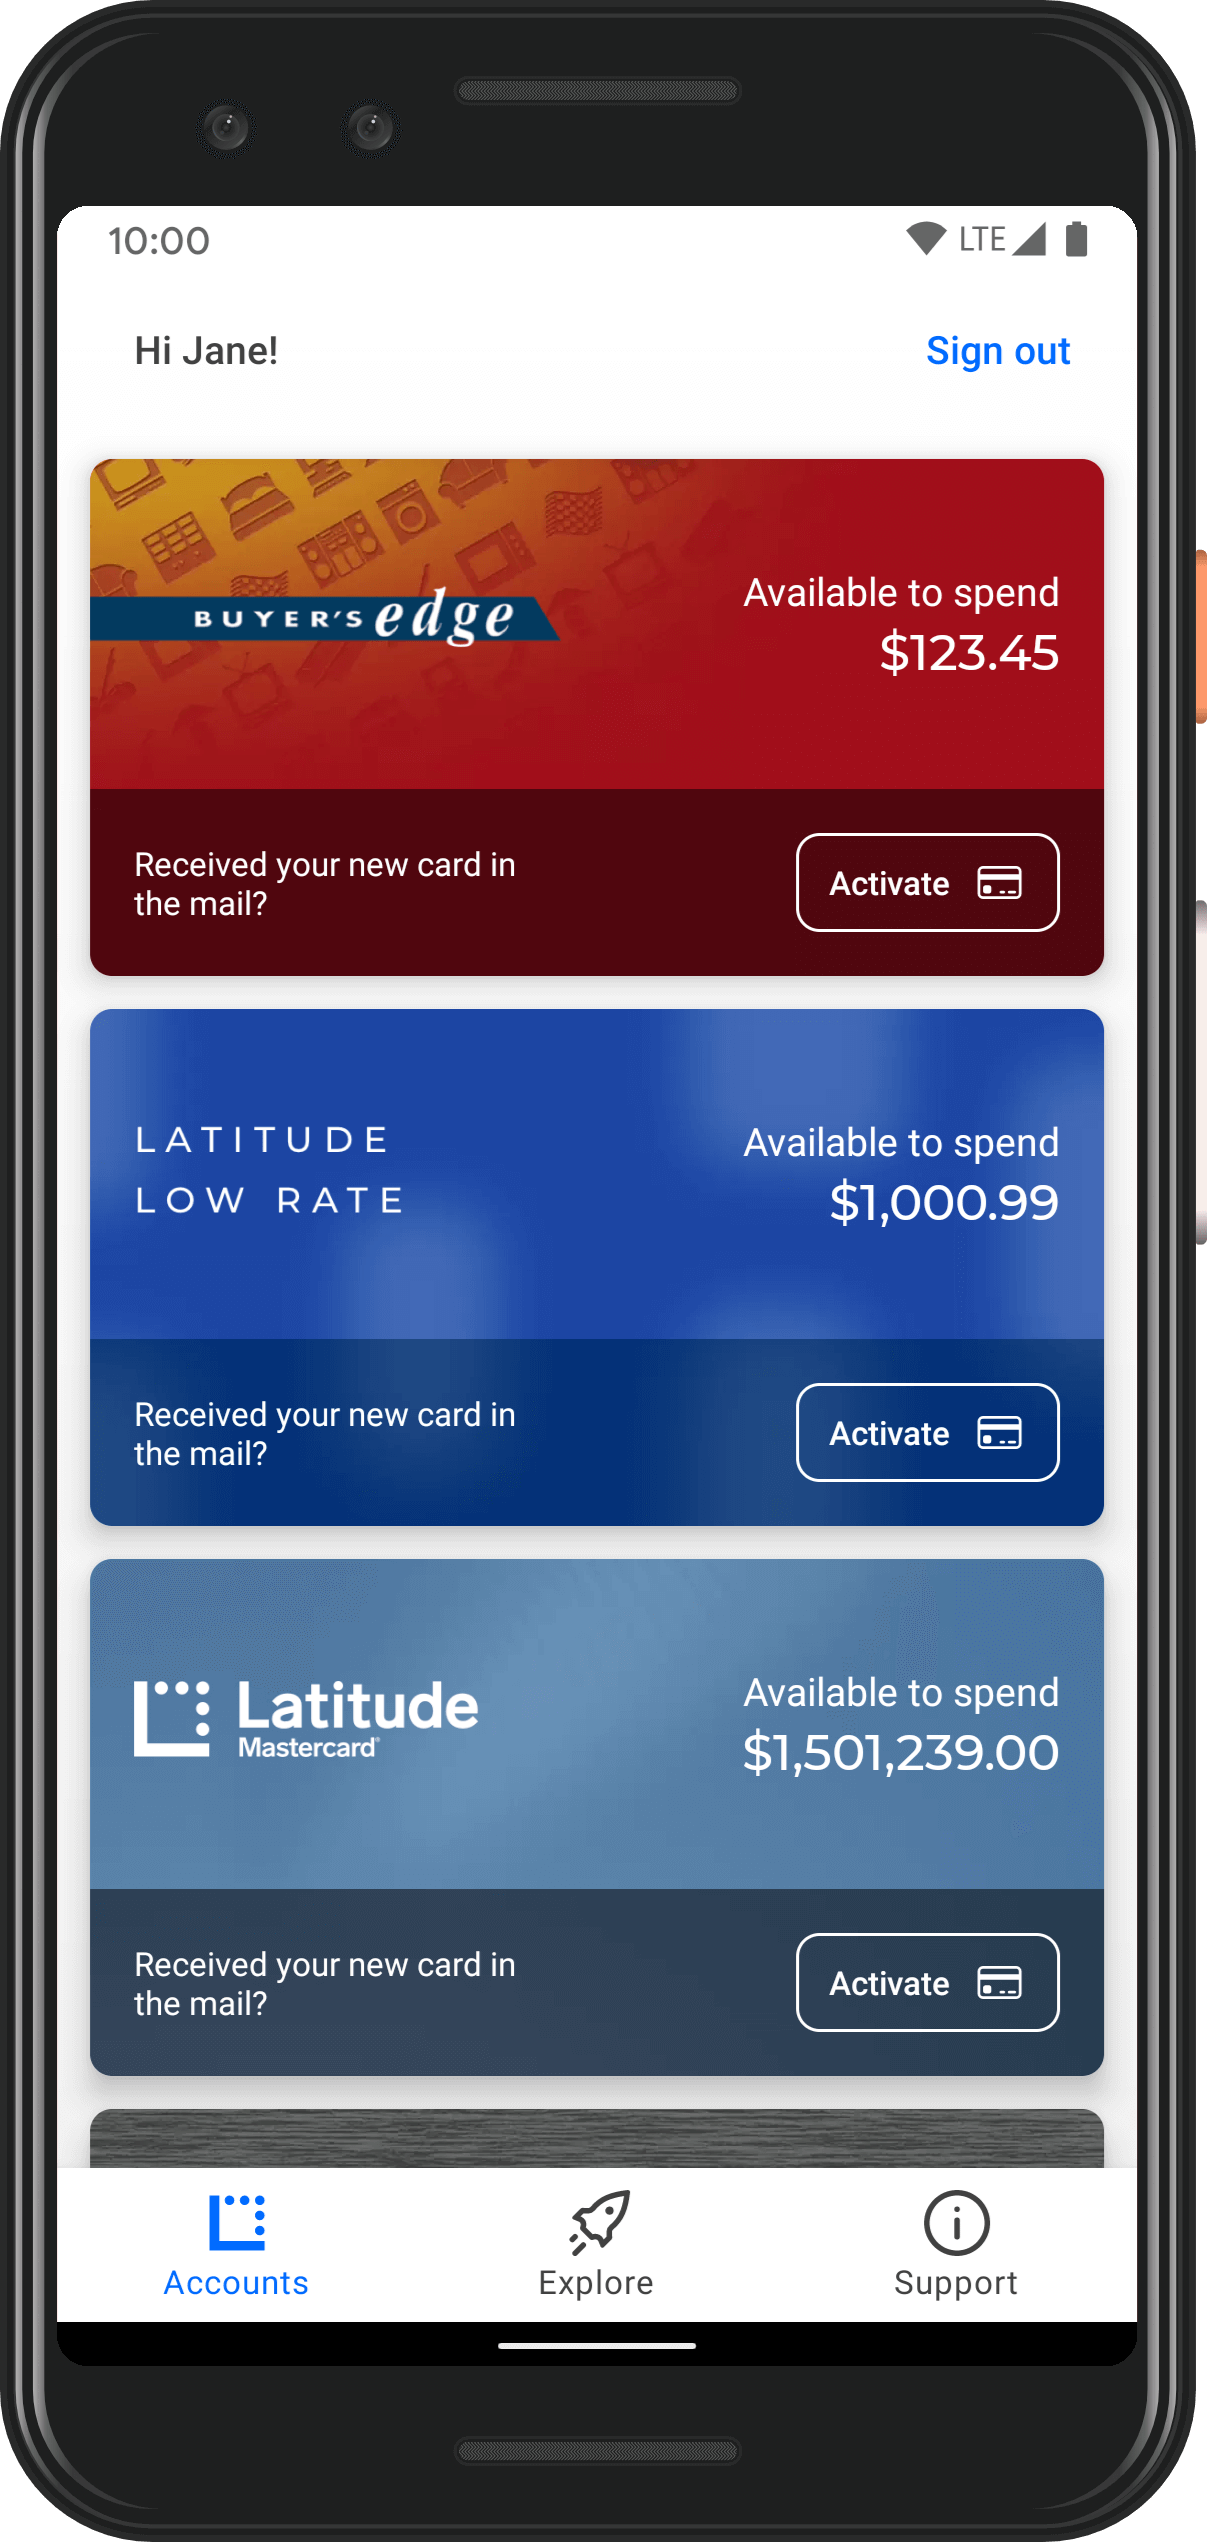 10:00
LTE
Hi Jane!
Sign out
BUYER'S edge
Available to spend
$123.45
Received your new card in
the mail?
Activate
LATITUDE
LOW RATE
Available to spend
$1,000.99
Received your new card in
the mail?
Activate
Latitude
Mastercard®
Available to spend
$1,501,239.00
Received your new card in
the mail?
Activate
Accounts
Explore
Support